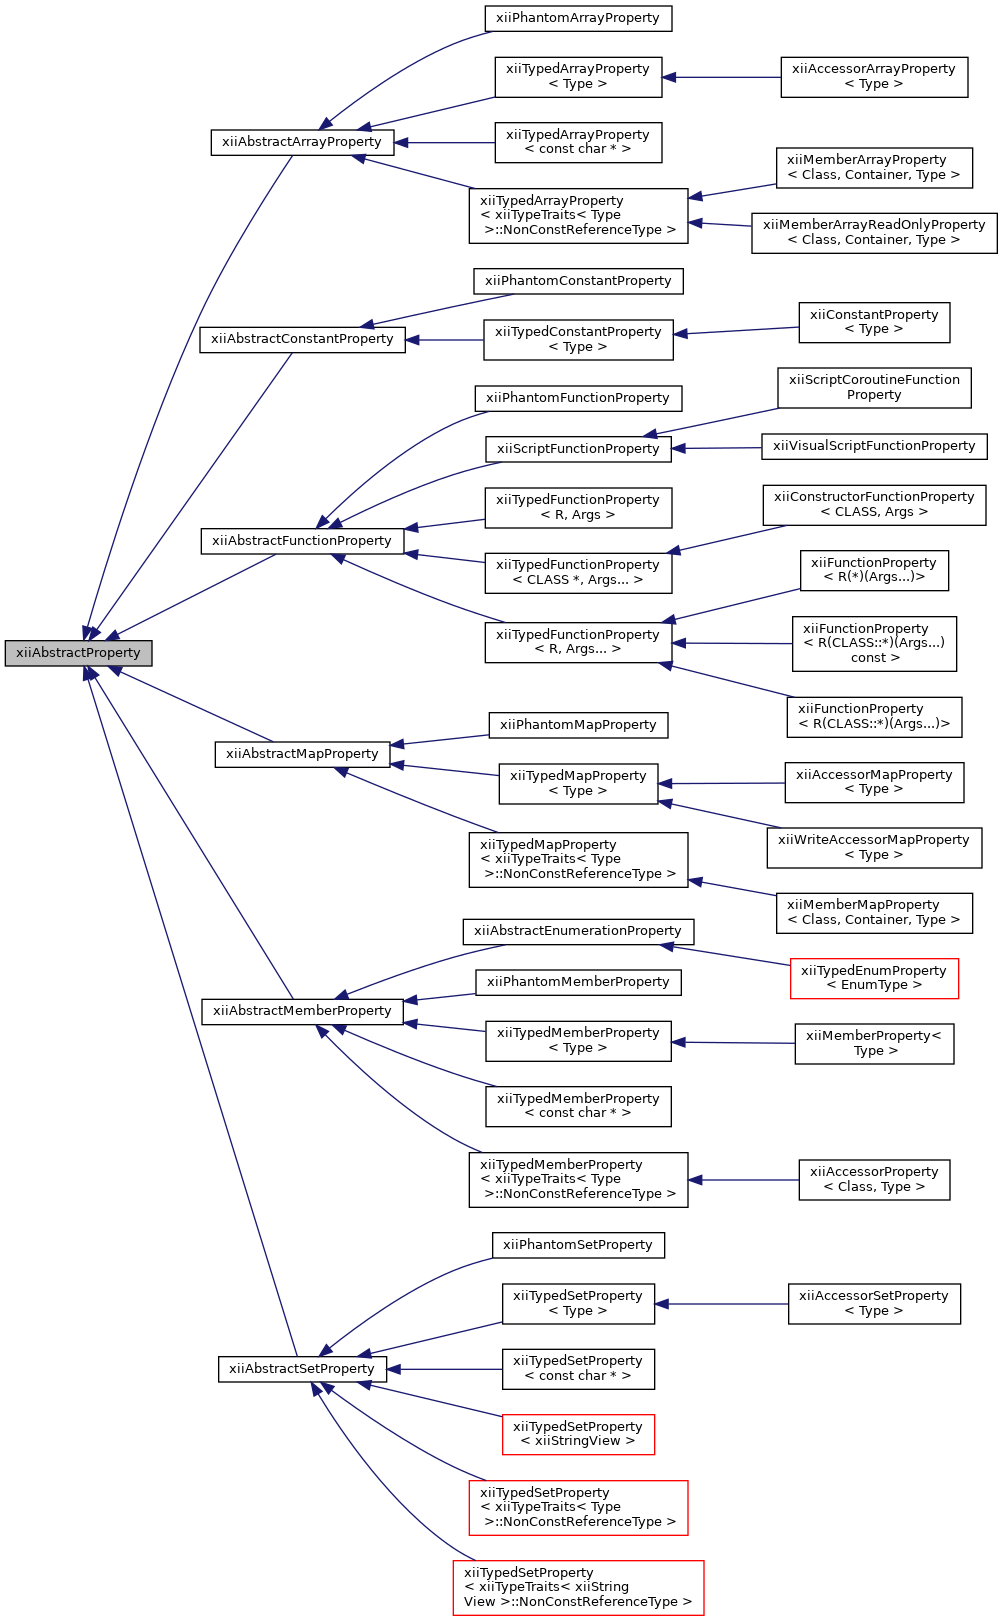 xiiPhantomArrayProperty
xiiTypedArrayProperty
< Type >
xiiAccessorArrayProperty
< Type >
xiiAbstractArrayProperty
xiiTypedArrayProperty
< const char * >
xiiMemberArrayProperty
< Class, Container, Type >
xiiTypedArrayProperty
< xiiTypeTraits< Type
>::NonConstReferenceType >
xiiMemberArrayReadOnlyProperty
< Class, Container, Type >
xiiPhantomConstantProperty
xiiAbstractConstantProperty
xiiTypedConstantProperty
< Type >
xiiConstantProperty
< Type >
xiiPhantomFunctionProperty
xiiScriptCoroutineFunction
Property
xiiScriptFunctionProperty
xiiVisualScriptFunctionProperty
xiiTypedFunctionProperty
< R, Args >
xiiConstructorFunctionProperty
< CLASS, Args >
xiiAbstractFunctionProperty
xiiTypedFunctionProperty
< CLASS *, Args... >
xiiFunctionProperty
< R(*)(Args...)>
xiiTypedFunctionProperty
< R, Args... >
xiiFunctionProperty
< R(CLASS::*)(Args...)
const >
xiiFunctionProperty
< R(CLASS::*)(Args...)>
xiiAbstractProperty
xiiPhantomMapProperty
xiiAbstractMapProperty
xiiTypedMapProperty
< Type >
xiiAccessorMapProperty
< Type >
xiiWriteAccessorMapProperty
< Type >
xiiTypedMapProperty
< xiiTypeTraits< Type
>::NonConstReferenceType >
xiiMemberMapProperty
< Class, Container, Type >
xiiAbstractEnumerationProperty
xiiTypedEnumProperty
< EnumType >
xiiPhantomMemberProperty
xiiAbstractMemberProperty
xiiTypedMemberProperty
< Type >
xiiMemberProperty<
Type >
xiiTypedMemberProperty
< const char * >
xiiTypedMemberProperty
< xiiTypeTraits< Type
>::NonConstReferenceType >
xiiAccessorProperty
< Class, Type >
xiiPhantomSetProperty
xiiTypedSetProperty
< Type >
xiiAccessorSetProperty
< Type >
xiiAbstractSetProperty
xiiTypedSetProperty
< const char * >
xiiTypedSetProperty
< xiiStringView >
xiiTypedSetProperty
< xiiTypeTraits< Type
>::NonConstReferenceType >
xiiTypedSetProperty
< xiiTypeTraits< xiiString
View >::NonConstReferenceType >